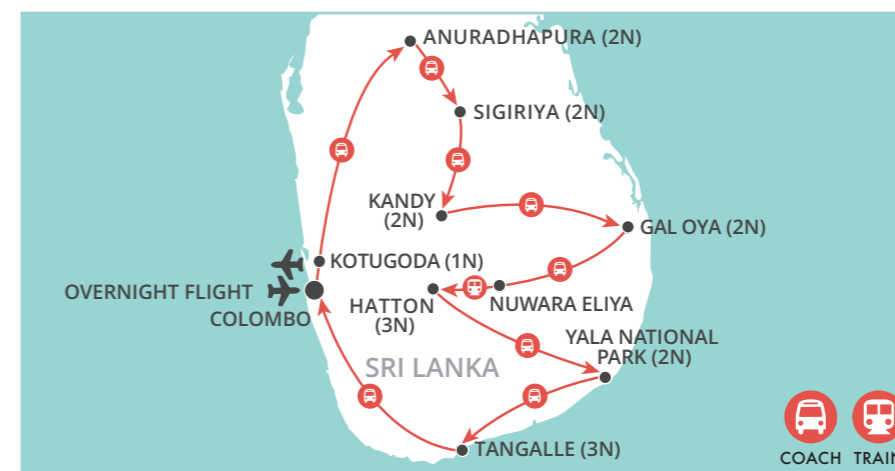 ANURADHAPURA (2N)
SIGIRIYA (2N)
KANDY
(2N)
GAL OYA (2N)
KOTUGODA (1N)
OVERNIGHT FLIGHT
COLOMBO
HATTON
(3N)
NUWARA ELIYA
YALA NATIONAL
PARK (2N)
SRI LANKA
TANGALLE (3N)
COACH TRAIN